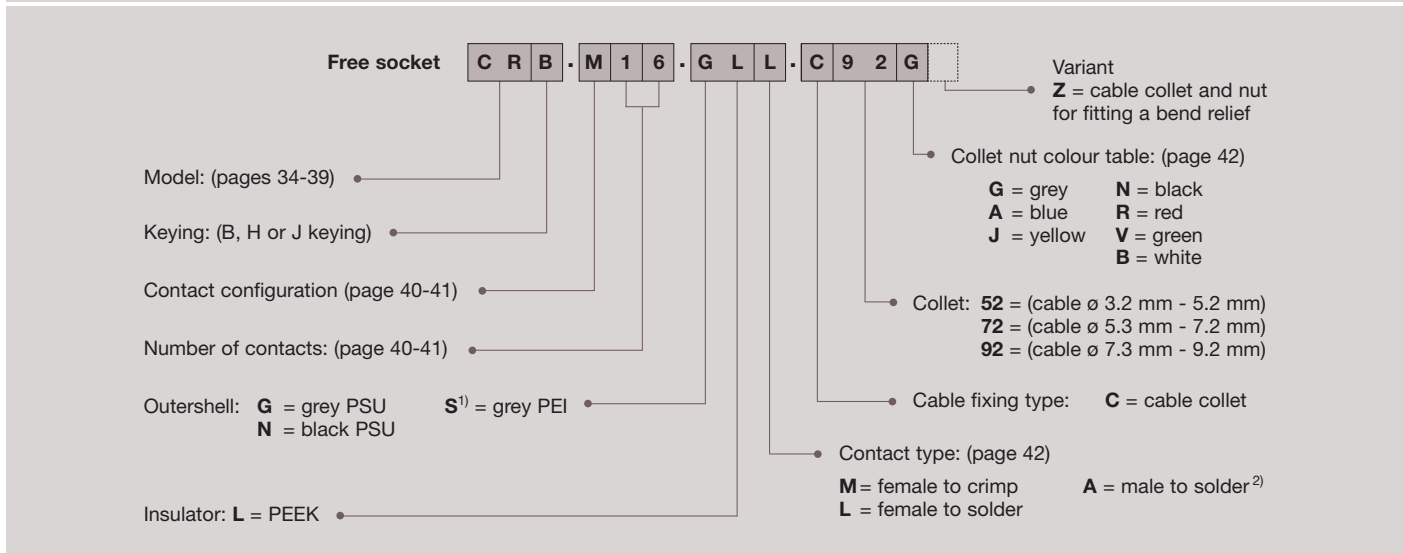 Free socket CRB.M16.GLL.C92G
Variant
Z = cable collet and nut
for fitting a bend relief
Collet nut colour table: (page 42)
G = grey N = black
A = blue R = red
J = yellow V = green
B = white
Model: (pages 34-39)
Keying: (B, H or J keying)
Contact configuration (page 40-41)
Collet: 52 = (cable ø 3.2 mm - 5.2 mm)
72 = (cable ø 5.3 mm - 7.2 mm)
92 = (cable ø 7.3 mm - 9.2 mm)
Number of contacts: (page 40-41)
Outershell: G = grey PSU S1) = grey PEI
N = black PSU
Cable fixing type: C = cable collet
Contact type: (page 42)
M = female to crimp A = male to solder 2)
L = female to solder
Insulator: L = PEEK